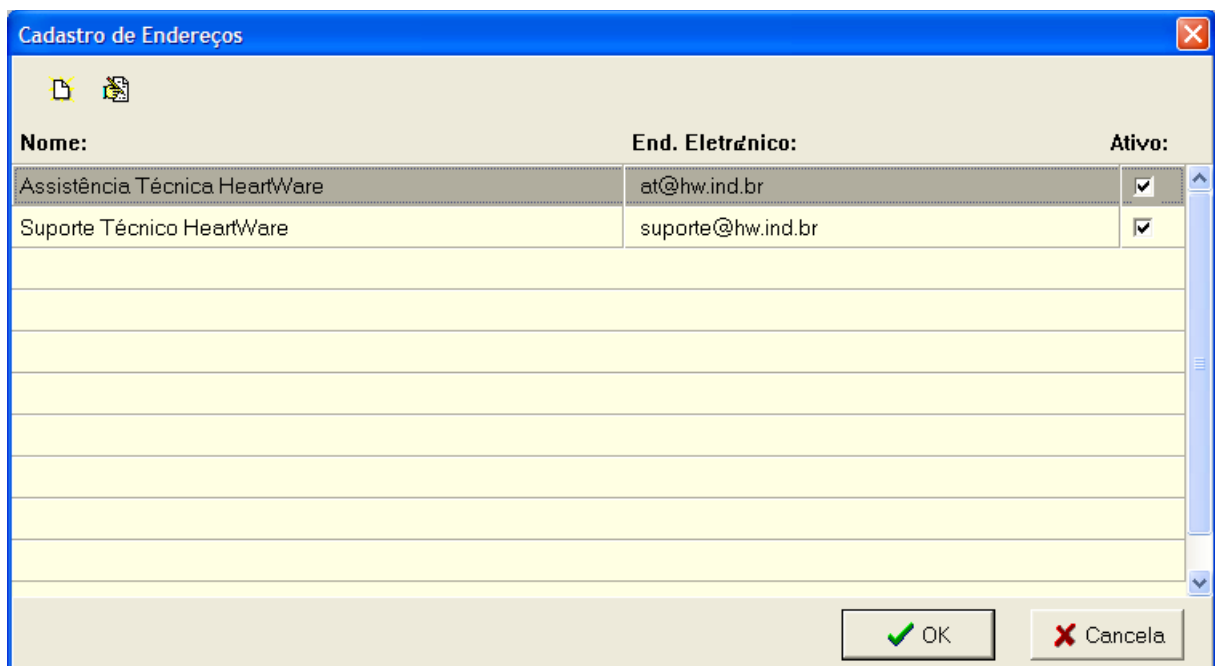 Cadastro de Endereços
Nome: End. Eletrônico: Ativo:
Assistência Técnica HeartWare at@hw.ind.br
Suporte Técnico HeartWare suporte@hw.ind.br
OK Cancela